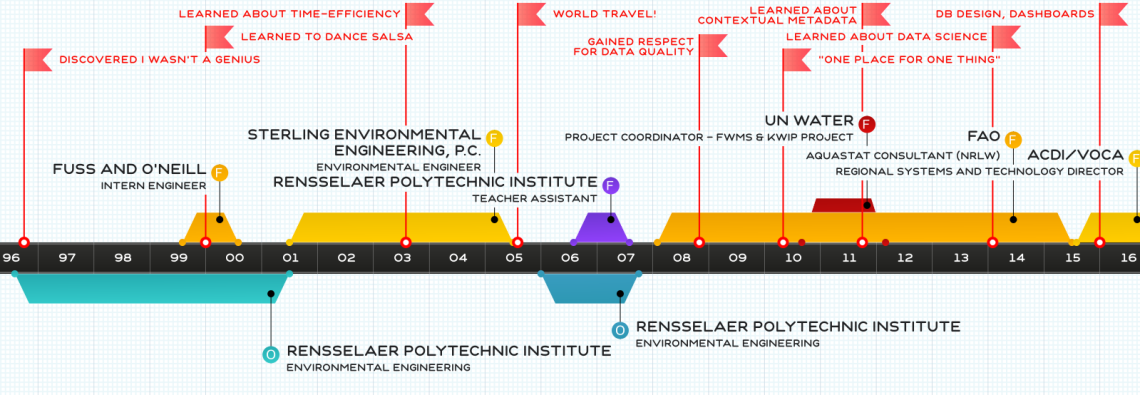 LEARNED ABOUT TIME-EFFICIENCY
WORLD TRAVEL!
LEARNED ABOUT
CONTEXTUAL METADATA
DB DESIGN, DASHBOARDS
LEARNED TO DANCE SALSA
GAINED RESPECT
FOR DATA QUALITY
LEARNED ABOUT DATA SCIENCE
DISCOVERED I WASN'T A GENIUS
"ONE PLACE FOR ONE THING"
UN WATER
PROJECT COORDINATOR - FWMS & KWIP PROJECT
STERLING ENVIRONMENTAL
ENGINEERING, P.C.
ENVIRONMENTAL ENGINEER
F
F
FAO
AQUASTAT CONSULTANT (NRLW)
F
ACDI/VOCA
REGIONAL SYSTEMS AND TECHNOLOGY DIRECTOR
F
FUSS AND O'NEILL
INTERN ENGINEER
F
RENSSELAER POLYTECHNIC INSTITUTE
TEACHER ASSISTANT
F
96 97 98 99 00 01 02 03 04 05 06 07 08 09 10 11 12 13 14 15 16
O
RENSSELAER POLYTECHNIC INSTITUTE
ENVIRONMENTAL ENGINEERING
O
RENSSELAER POLYTECHNIC INSTITUTE
ENVIRONMENTAL ENGINEERING